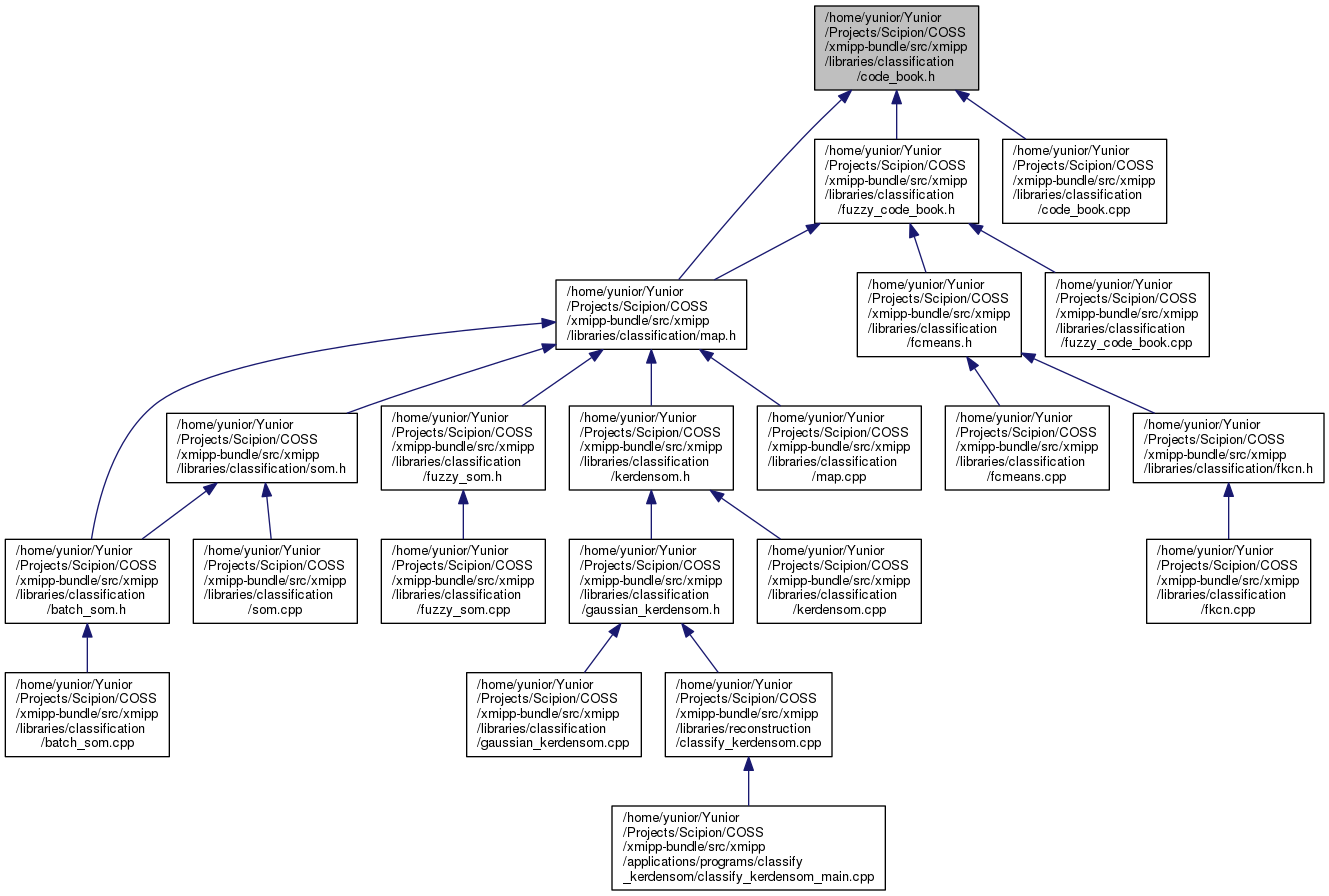 /home/yunior/Yunior
/Projects/Scipion/COSS
/xmipp-bundle/src/xmipp
/libraries/classification
/code_book.h
/home/yunior/Yunior
/Projects/Scipion/COSS
/xmipp-bundle/src/xmipp
/libraries/classification
/fuzzy_code_book.h
/home/yunior/Yunior
/Projects/Scipion/COSS
/xmipp-bundle/src/xmipp
/libraries/classification
/code_book.cpp
/home/yunior/Yunior
/Projects/Scipion/COSS
/xmipp-bundle/src/xmipp
/libraries/classification/map.h
/home/yunior/Yunior
/Projects/Scipion/COSS
/xmipp-bundle/src/xmipp
/libraries/classification
/fcmeans.h
/home/yunior/Yunior
/Projects/Scipion/COSS
/xmipp-bundle/src/xmipp
/libraries/classification
/fuzzy_code_book.cpp
/home/yunior/Yunior
/Projects/Scipion/COSS
/xmipp-bundle/src/xmipp
/libraries/classification/som.h
/home/yunior/Yunior
/Projects/Scipion/COSS
/xmipp-bundle/src/xmipp
/libraries/classification
/fuzzy_som.h
/home/yunior/Yunior
/Projects/Scipion/COSS
/xmipp-bundle/src/xmipp
/libraries/classification
/kerdensom.h
/home/yunior/Yunior
/Projects/Scipion/COSS
/xmipp-bundle/src/xmipp
/libraries/classification
/map.cpp
/home/yunior/Yunior
/Projects/Scipion/COSS
/xmipp-bundle/src/xmipp
/libraries/classification
/fcmeans.cpp
/home/yunior/Yunior
/Projects/Scipion/COSS
/xmipp-bundle/src/xmipp
/libraries/classification/fkcn.h
/home/yunior/Yunior
/Projects/Scipion/COSS
/xmipp-bundle/src/xmipp
/libraries/classification
/batch_som.h
/home/yunior/Yunior
/Projects/Scipion/COSS
/xmipp-bundle/src/xmipp
/libraries/classification
/som.cpp
/home/yunior/Yunior
/Projects/Scipion/COSS
/xmipp-bundle/src/xmipp
/libraries/classification
/fuzzy_som.cpp
/home/yunior/Yunior
/Projects/Scipion/COSS
/xmipp-bundle/src/xmipp
/libraries/classification
/gaussian_kerdensom.h
/home/yunior/Yunior
/Projects/Scipion/COSS
/xmipp-bundle/src/xmipp
/libraries/classification
/kerdensom.cpp
/home/yunior/Yunior
/Projects/Scipion/COSS
/xmipp-bundle/src/xmipp
/libraries/classification
/fkcn.cpp
/home/yunior/Yunior
/Projects/Scipion/COSS
/xmipp-bundle/src/xmipp
/libraries/classification
/batch_som.cpp
/home/yunior/Yunior
/Projects/Scipion/COSS
/xmipp-bundle/src/xmipp
/libraries/classification
/gaussian_kerdensom.cpp
/home/yunior/Yunior
/Projects/Scipion/COSS
/xmipp-bundle/src/xmipp
/libraries/reconstruction
/classify_kerdensom.cpp
/home/yunior/Yunior
/Projects/Scipion/COSS
/xmipp-bundle/src/xmipp
/applications/programs/classify
_kerdensom/classify_kerdensom_main.cpp